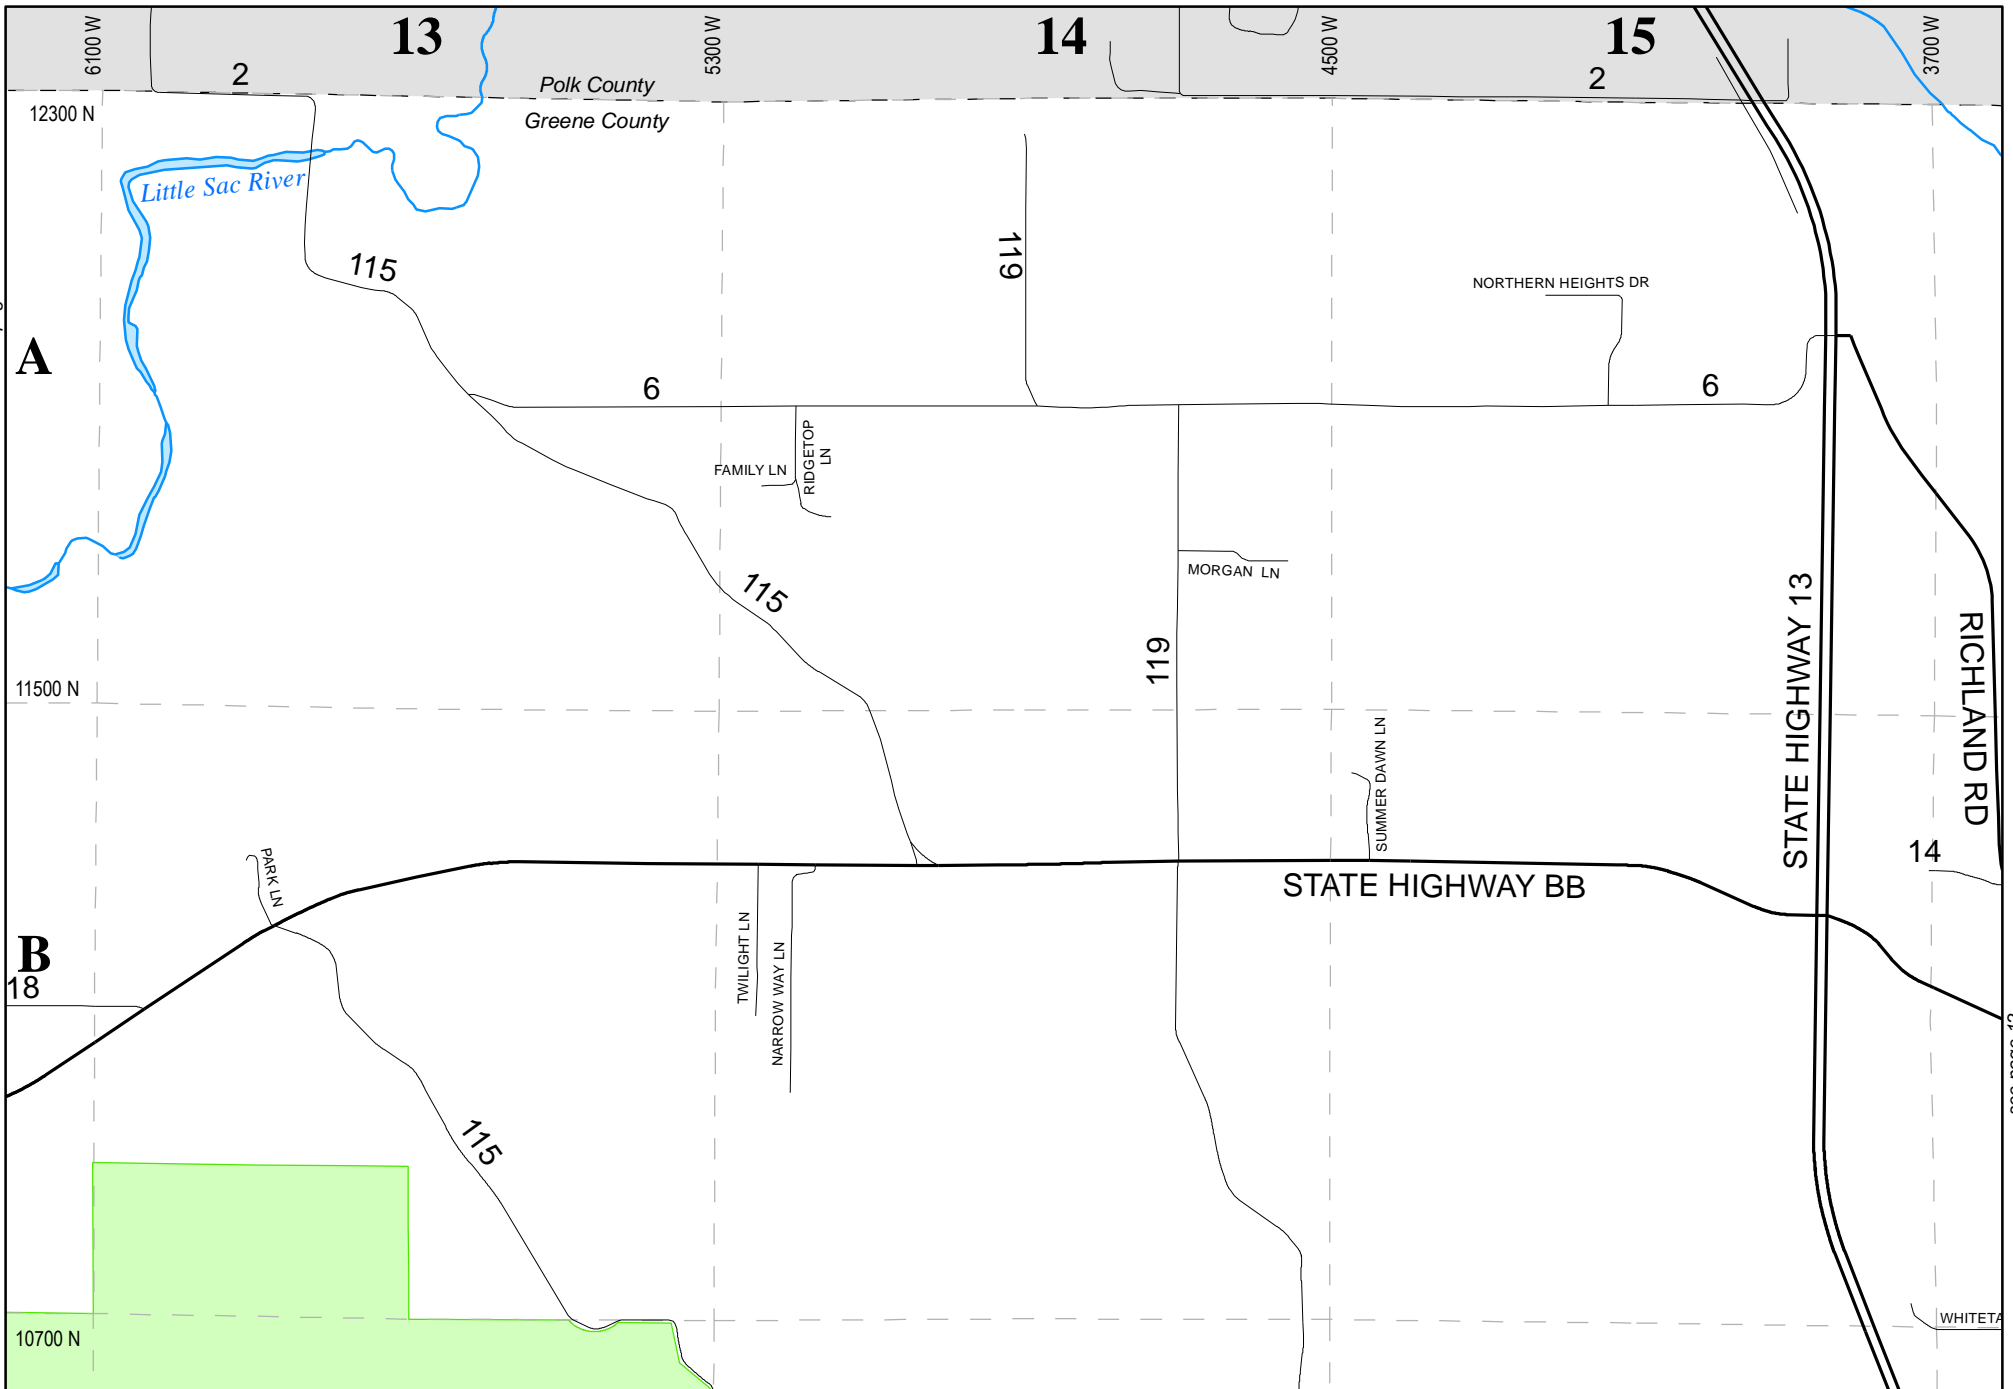 6100 W
13
5300 W
14
4500 W
15
3700 W
2
Polk County
2
12300 N
Greene County
Little Sac River
115
119
NORTHERN HEIGHTS DR
A
6
6
FAMILY LN
RIDGETOP
LN
115
MORGAN LN
119
STATE HIGHWAY 13
RICHLAND RD
11500 N
SUMMER DAWN LN
PARK LN
14
STATE HIGHWAY BB
B
18
TWILIGHT LN
NARROW WAY LN
115
10700 N
WHITETA